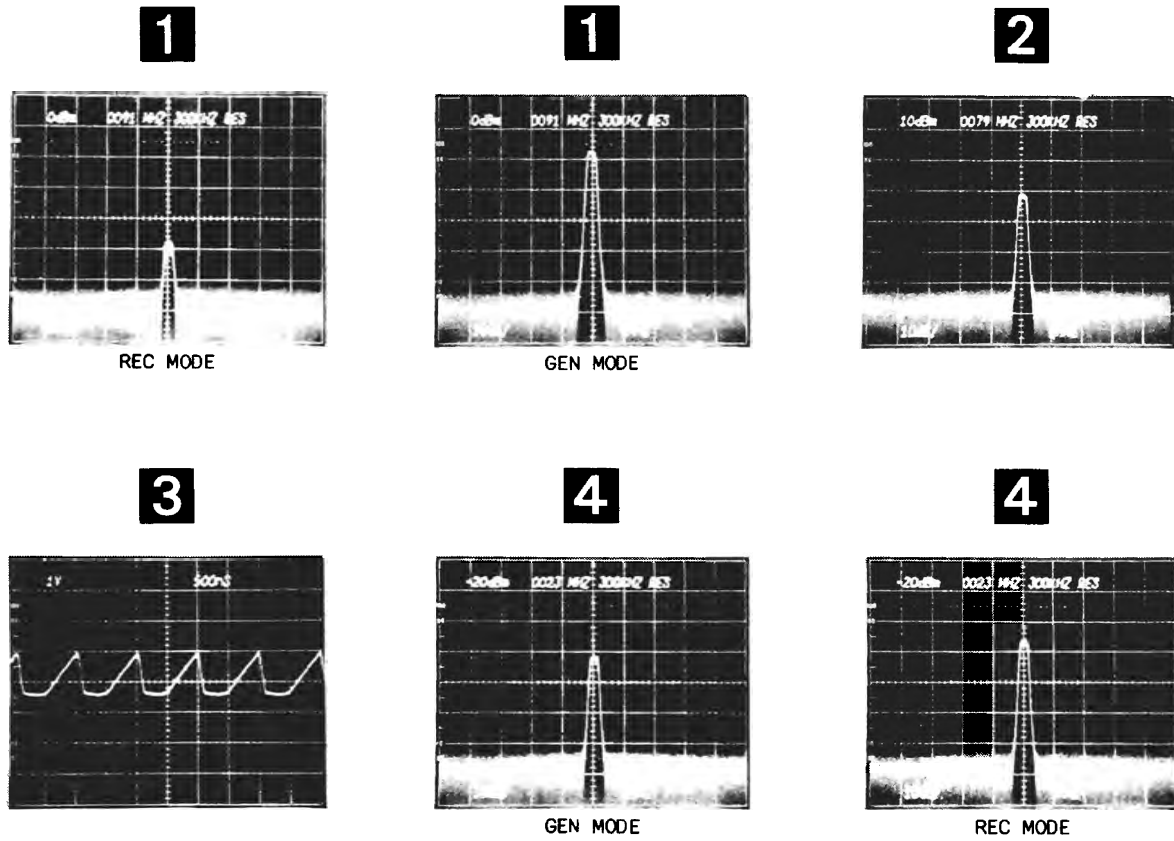 1
1
2
0dBm 0091 MHZ 300KHZ RES
0dBm 0091 MHZ 300KHZ RES
10dBm 0079 MHZ 300KHZ RES
REC MODE
GEN MODE
3
4
4
1V 500nS
-20dBm 0023 MHZ 300KHZ RES
-20dBm 0023 MHZ 300KHZ RES
GEN MODE
REC MODE